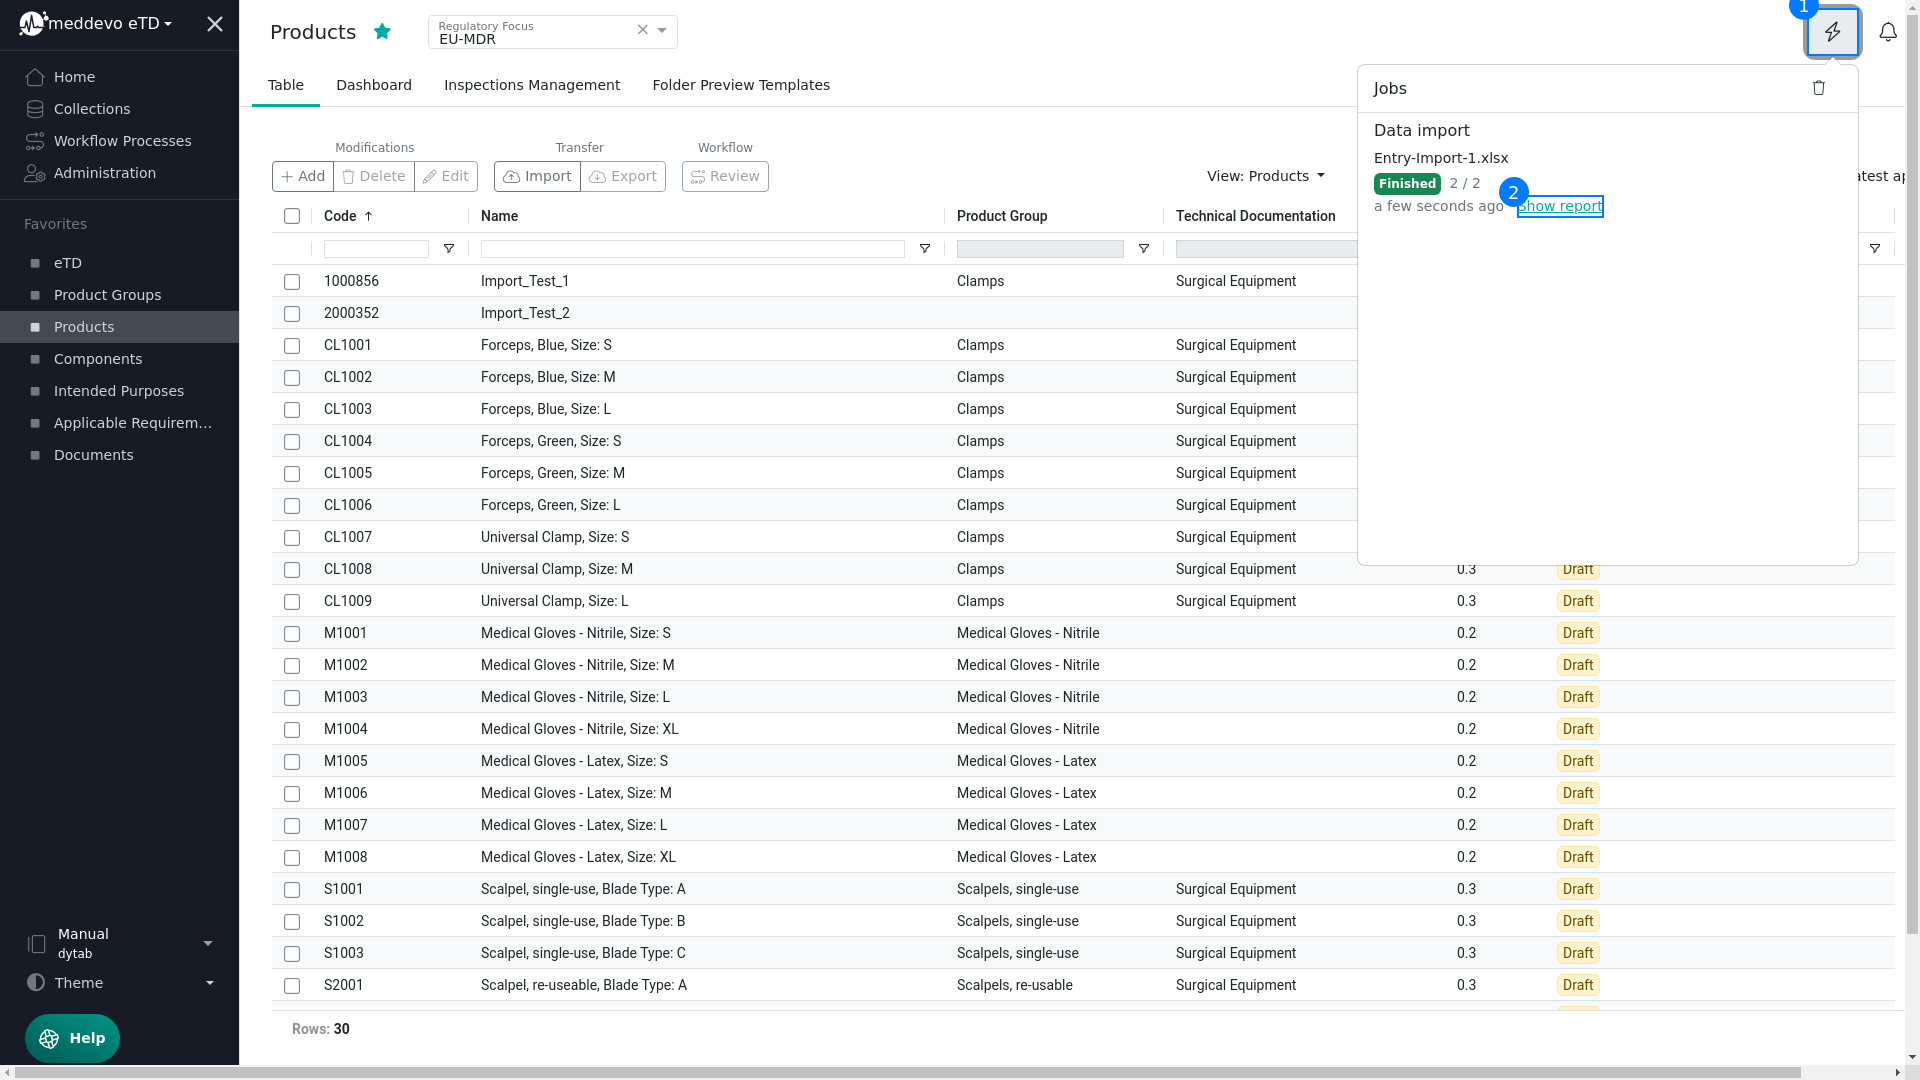 meddevo eTD
Home
Collections
Workflow Processes
Administration
Favorites
eTD
Product Groups
Products
Components
Intended Purposes
Applicable Requirem...
Documents
Manual
dytab
Theme
Help
Products
Regulatory Focus
EU-MDR
1
Table Dashboard Inspections Management Folder Preview Templates
Jobs
Data import
Entry-Import-1.xlsx
Finished 2 / 2
2
a few seconds ago Show report
Modifications Transfer Workflow
Add Delete Edit Import Export Review
View: Products
atest ap
Code Name Product Group Technical Documentation
1000856 Import_Test_1 Clamps Surgical Equipment
2000352 Import_Test_2
CL1001 Forceps, Blue, Size: S Clamps Surgical Equipment
CL1002 Forceps, Blue, Size: M Clamps Surgical Equipment
CL1003 Forceps, Blue, Size: L Clamps Surgical Equipment
CL1004 Forceps, Green, Size: S Clamps Surgical Equipment
CL1005 Forceps, Green, Size: M Clamps Surgical Equipment
CL1006 Forceps, Green, Size: L Clamps Surgical Equipment
CL1007 Universal Clamp, Size: S Clamps Surgical Equipment
CL1008 Universal Clamp, Size: M Clamps Surgical Equipment 0.3 Draft
CL1009 Universal Clamp, Size: L Clamps Surgical Equipment 0.3 Draft
M1001 Medical Gloves - Nitrile, Size: S Medical Gloves - Nitrile 0.2 Draft
M1002 Medical Gloves - Nitrile, Size: M Medical Gloves - Nitrile 0.2 Draft
M1003 Medical Gloves - Nitrile, Size: L Medical Gloves - Nitrile 0.2 Draft
M1004 Medical Gloves - Nitrile, Size: XL Medical Gloves - Nitrile 0.2 Draft
M1005 Medical Gloves - Latex, Size: S Medical Gloves - Latex 0.2 Draft
M1006 Medical Gloves - Latex, Size: M Medical Gloves - Latex 0.2 Draft
M1007 Medical Gloves - Latex, Size: L Medical Gloves - Latex 0.2 Draft
M1008 Medical Gloves - Latex, Size: XL Medical Gloves - Latex 0.2 Draft
S1001 Scalpel, single-use, Blade Type: A Scalpels, single-use Surgical Equipment 0.3 Draft
S1002 Scalpel, single-use, Blade Type: B Scalpels, single-use Surgical Equipment 0.3 Draft
S1003 Scalpel, single-use, Blade Type: C Scalpels, single-use Surgical Equipment 0.3 Draft
S2001 Scalpel, re-useable, Blade Type: A Scalpels, re-usable Surgical Equipment 0.3 Draft
Rows: 30